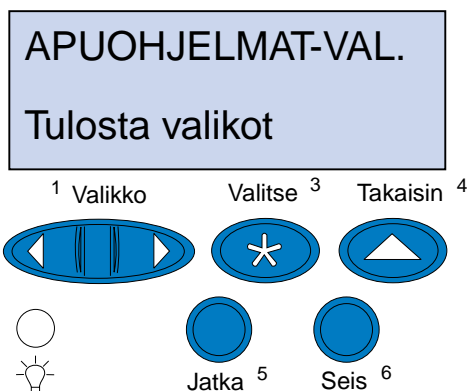 APUOHJELMAT-VAL.
Tulosta valikot
1 Valikko Valitse 3 Takaisin 4
Jatka 5 Seis 6